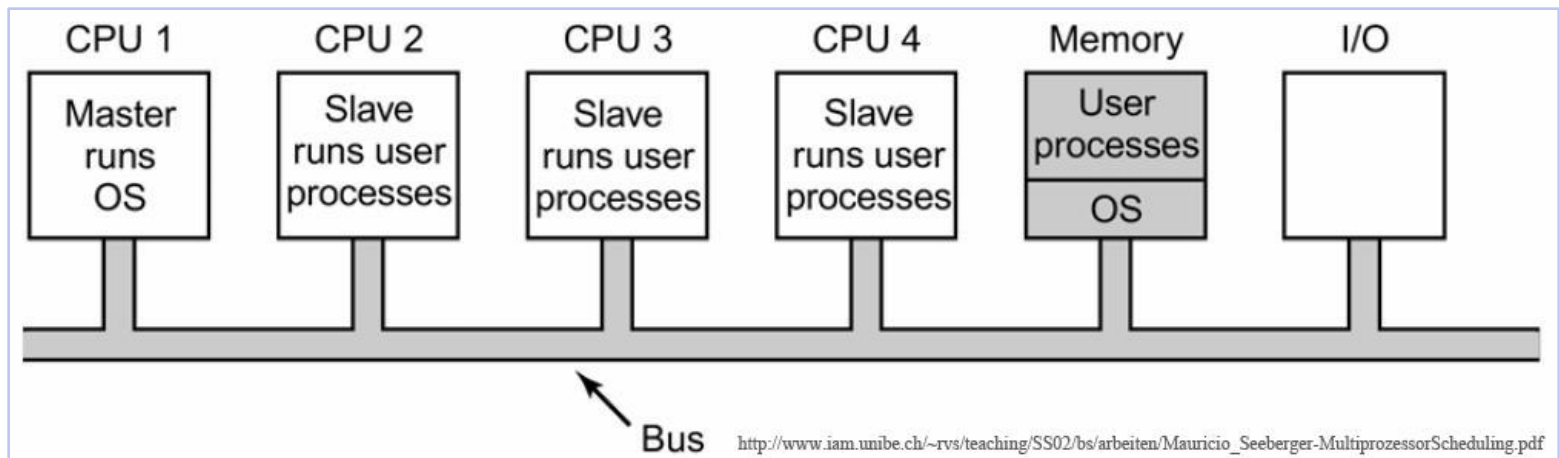 CPU 1
CPU 2
CPU 3
CPU 4
Memory
I/O
Master
runs
OS
Slave
runs user
processes
Slave
runs user
processes
Slave
runs user
processes
User
processes
OS
Bus
http://www.iam.unibe.ch/~rvs/teaching/SS02/bs/arbeiten/Mauricio_Seeberger-MultiprozessorScheduling.pdf